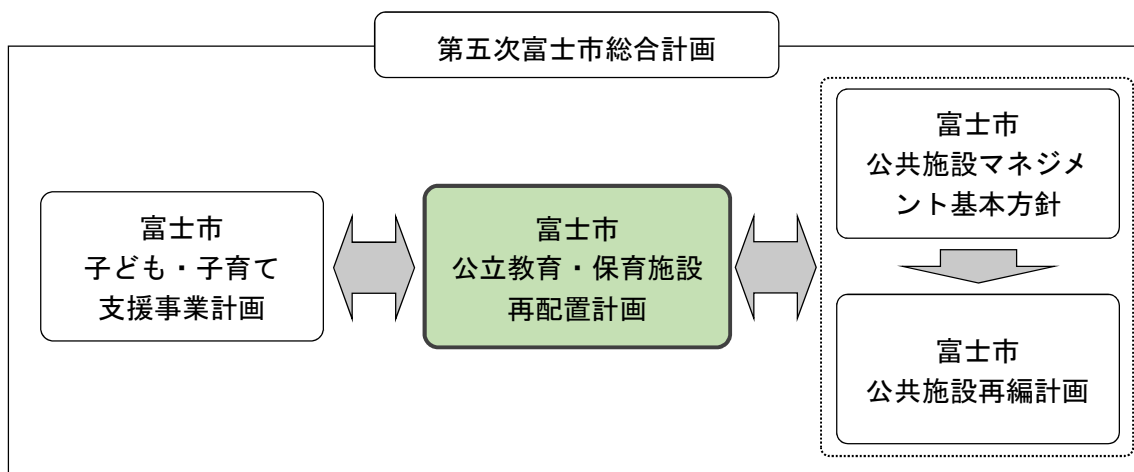 第五次富士市総合計画
富士市
子ども・子育て
支援事業計画
富士市
公立教育・保育施設
再配置計画
富士市
公共施設マネジメ
ント基本方針
富士市
公共施設再編計画